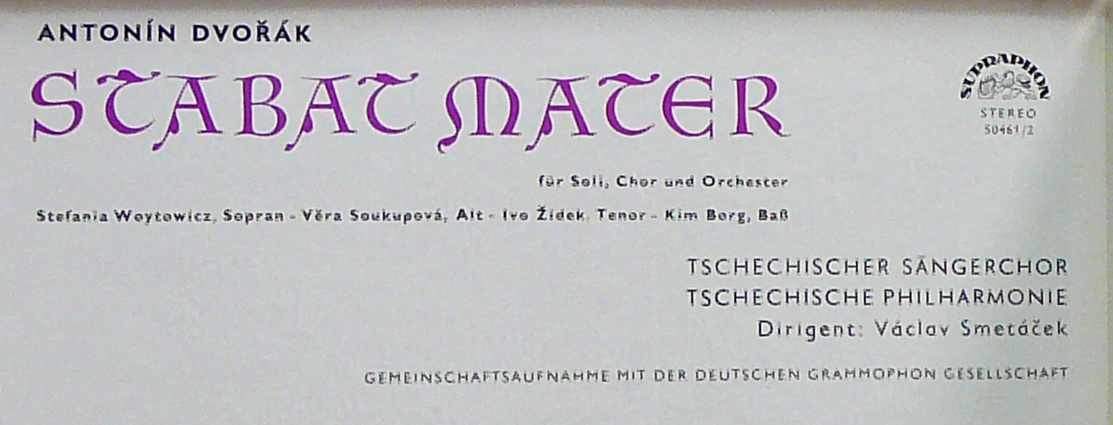 ANTONÍN DVOŘÁK
STABAT MATER
SUPRAPHON
STEREO
50461/2
für Soli, Chor und Orchester
Stefania Woytowicz, Sopran - Věra Soukupová, Alt - Ivo Židek, Tenor - Kim Borg, Baß
TSCHECHISCHER SÄNGERCHOR
TSCHECHISCHE PHILHARMONIE
Dirigent: Václav Smetáček
GEMEINSCHAFTSAUFNAHME MIT DER DEUTSCHEN GRAMMOPHON GESELLSCHAFT